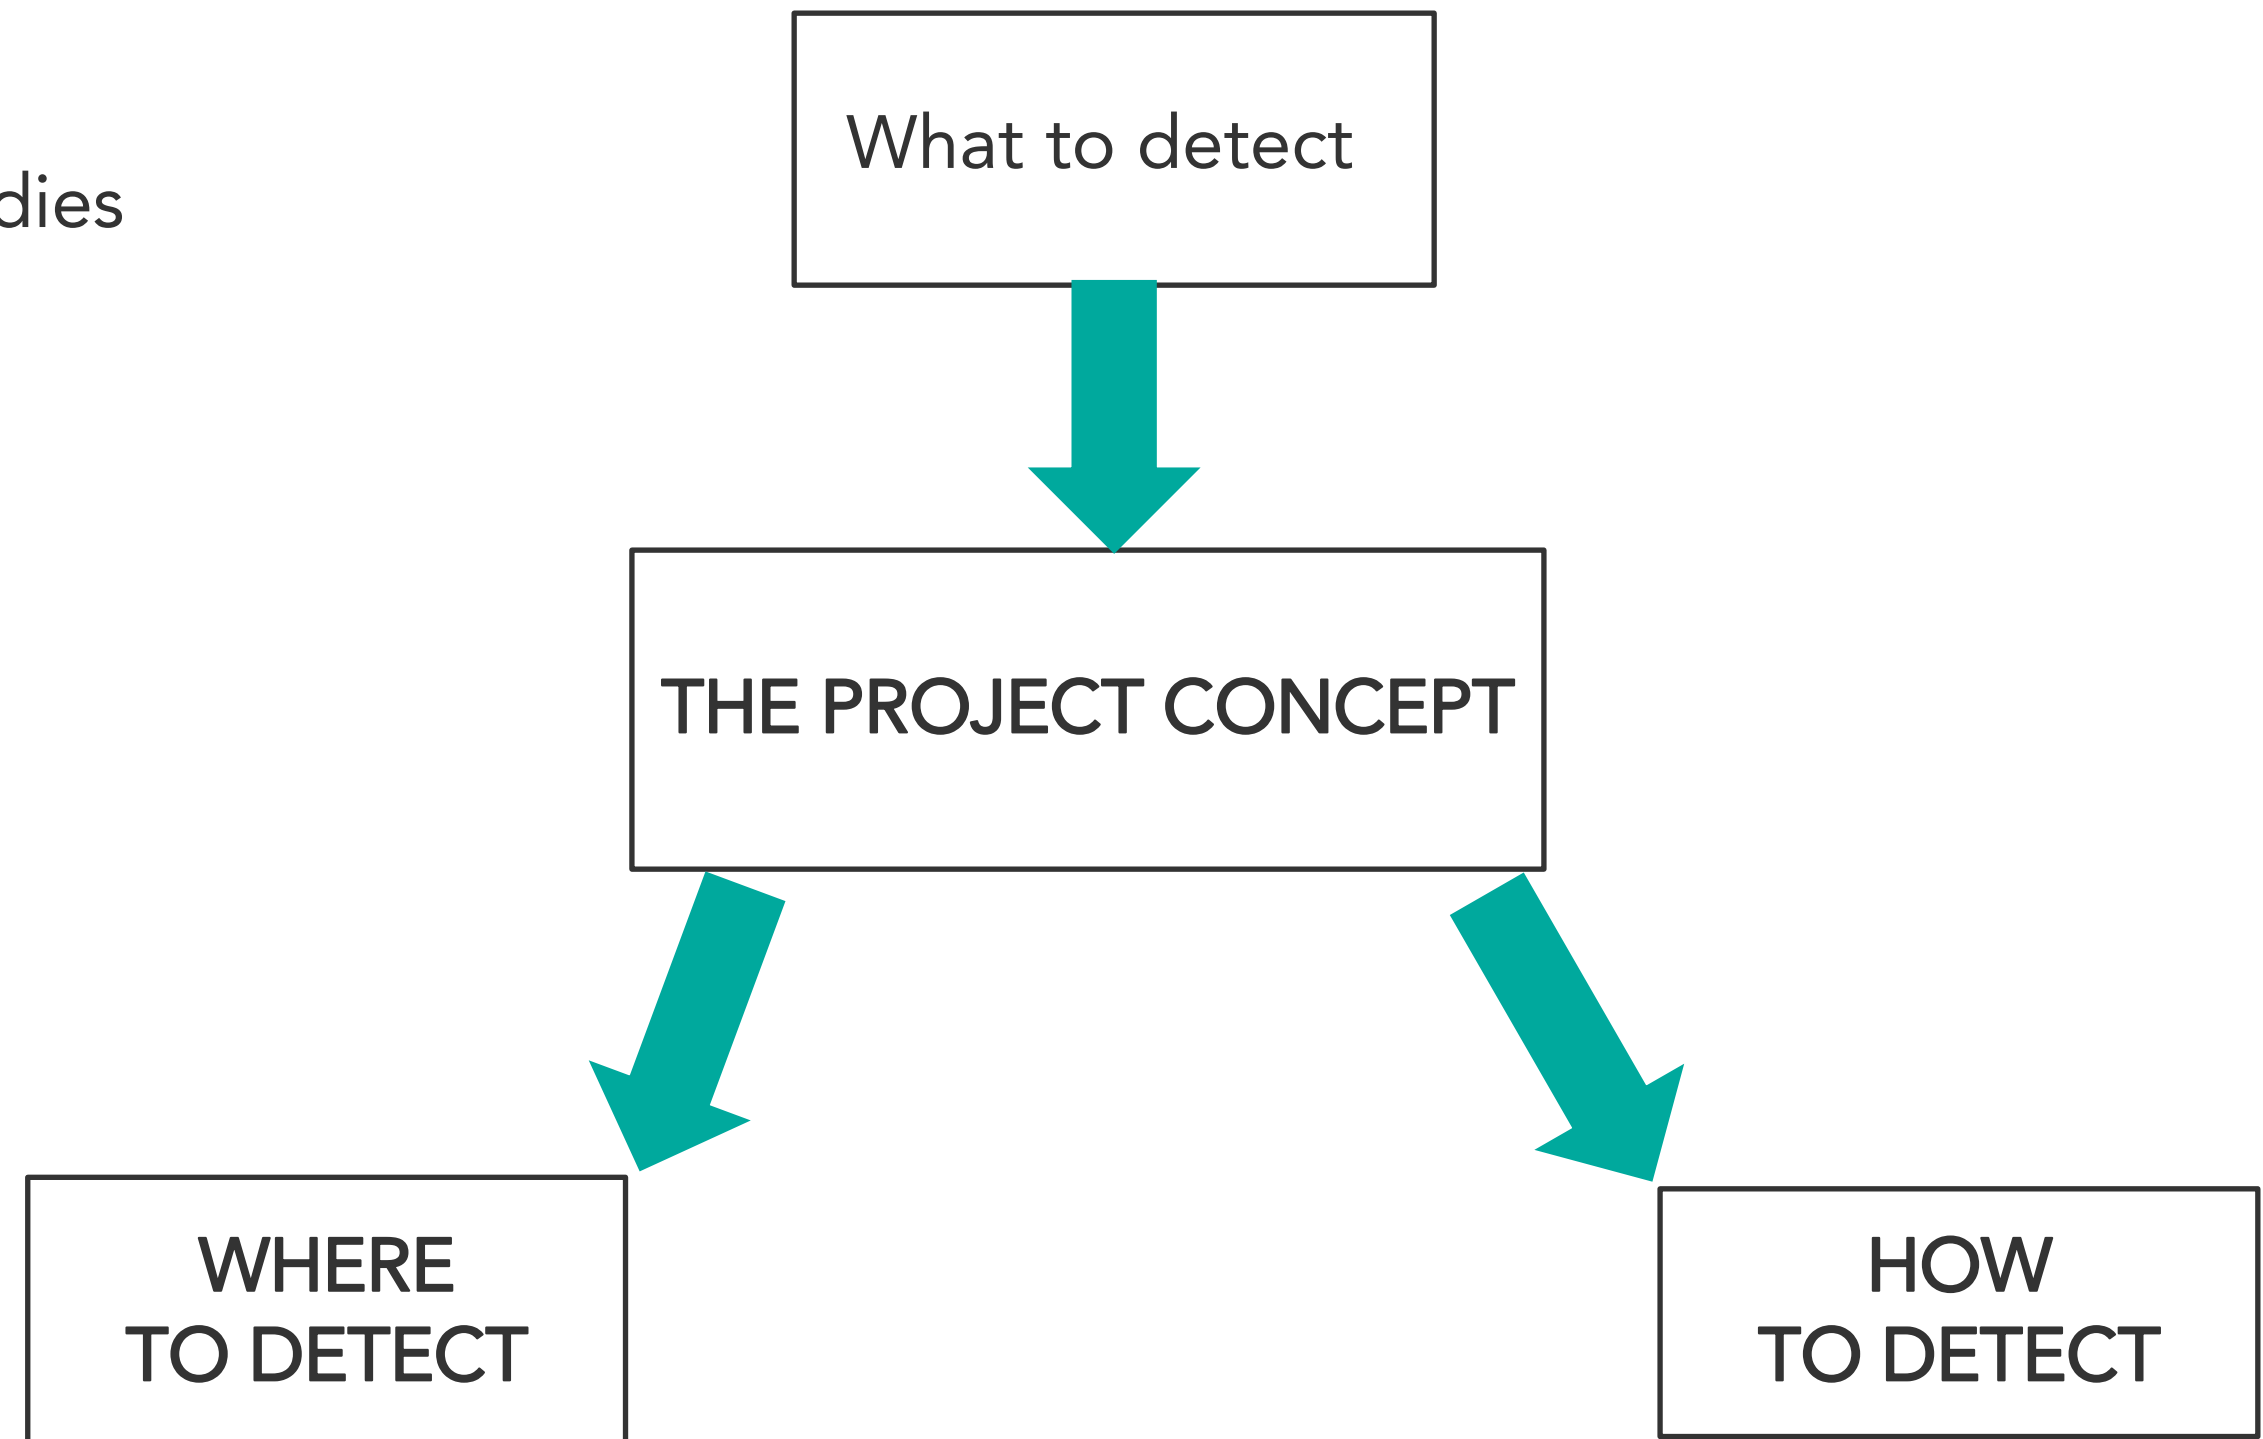 What to detect
dies
THE PROJECT CONCEPT
WHERE
TO DETECT
HOW
TO DETECT